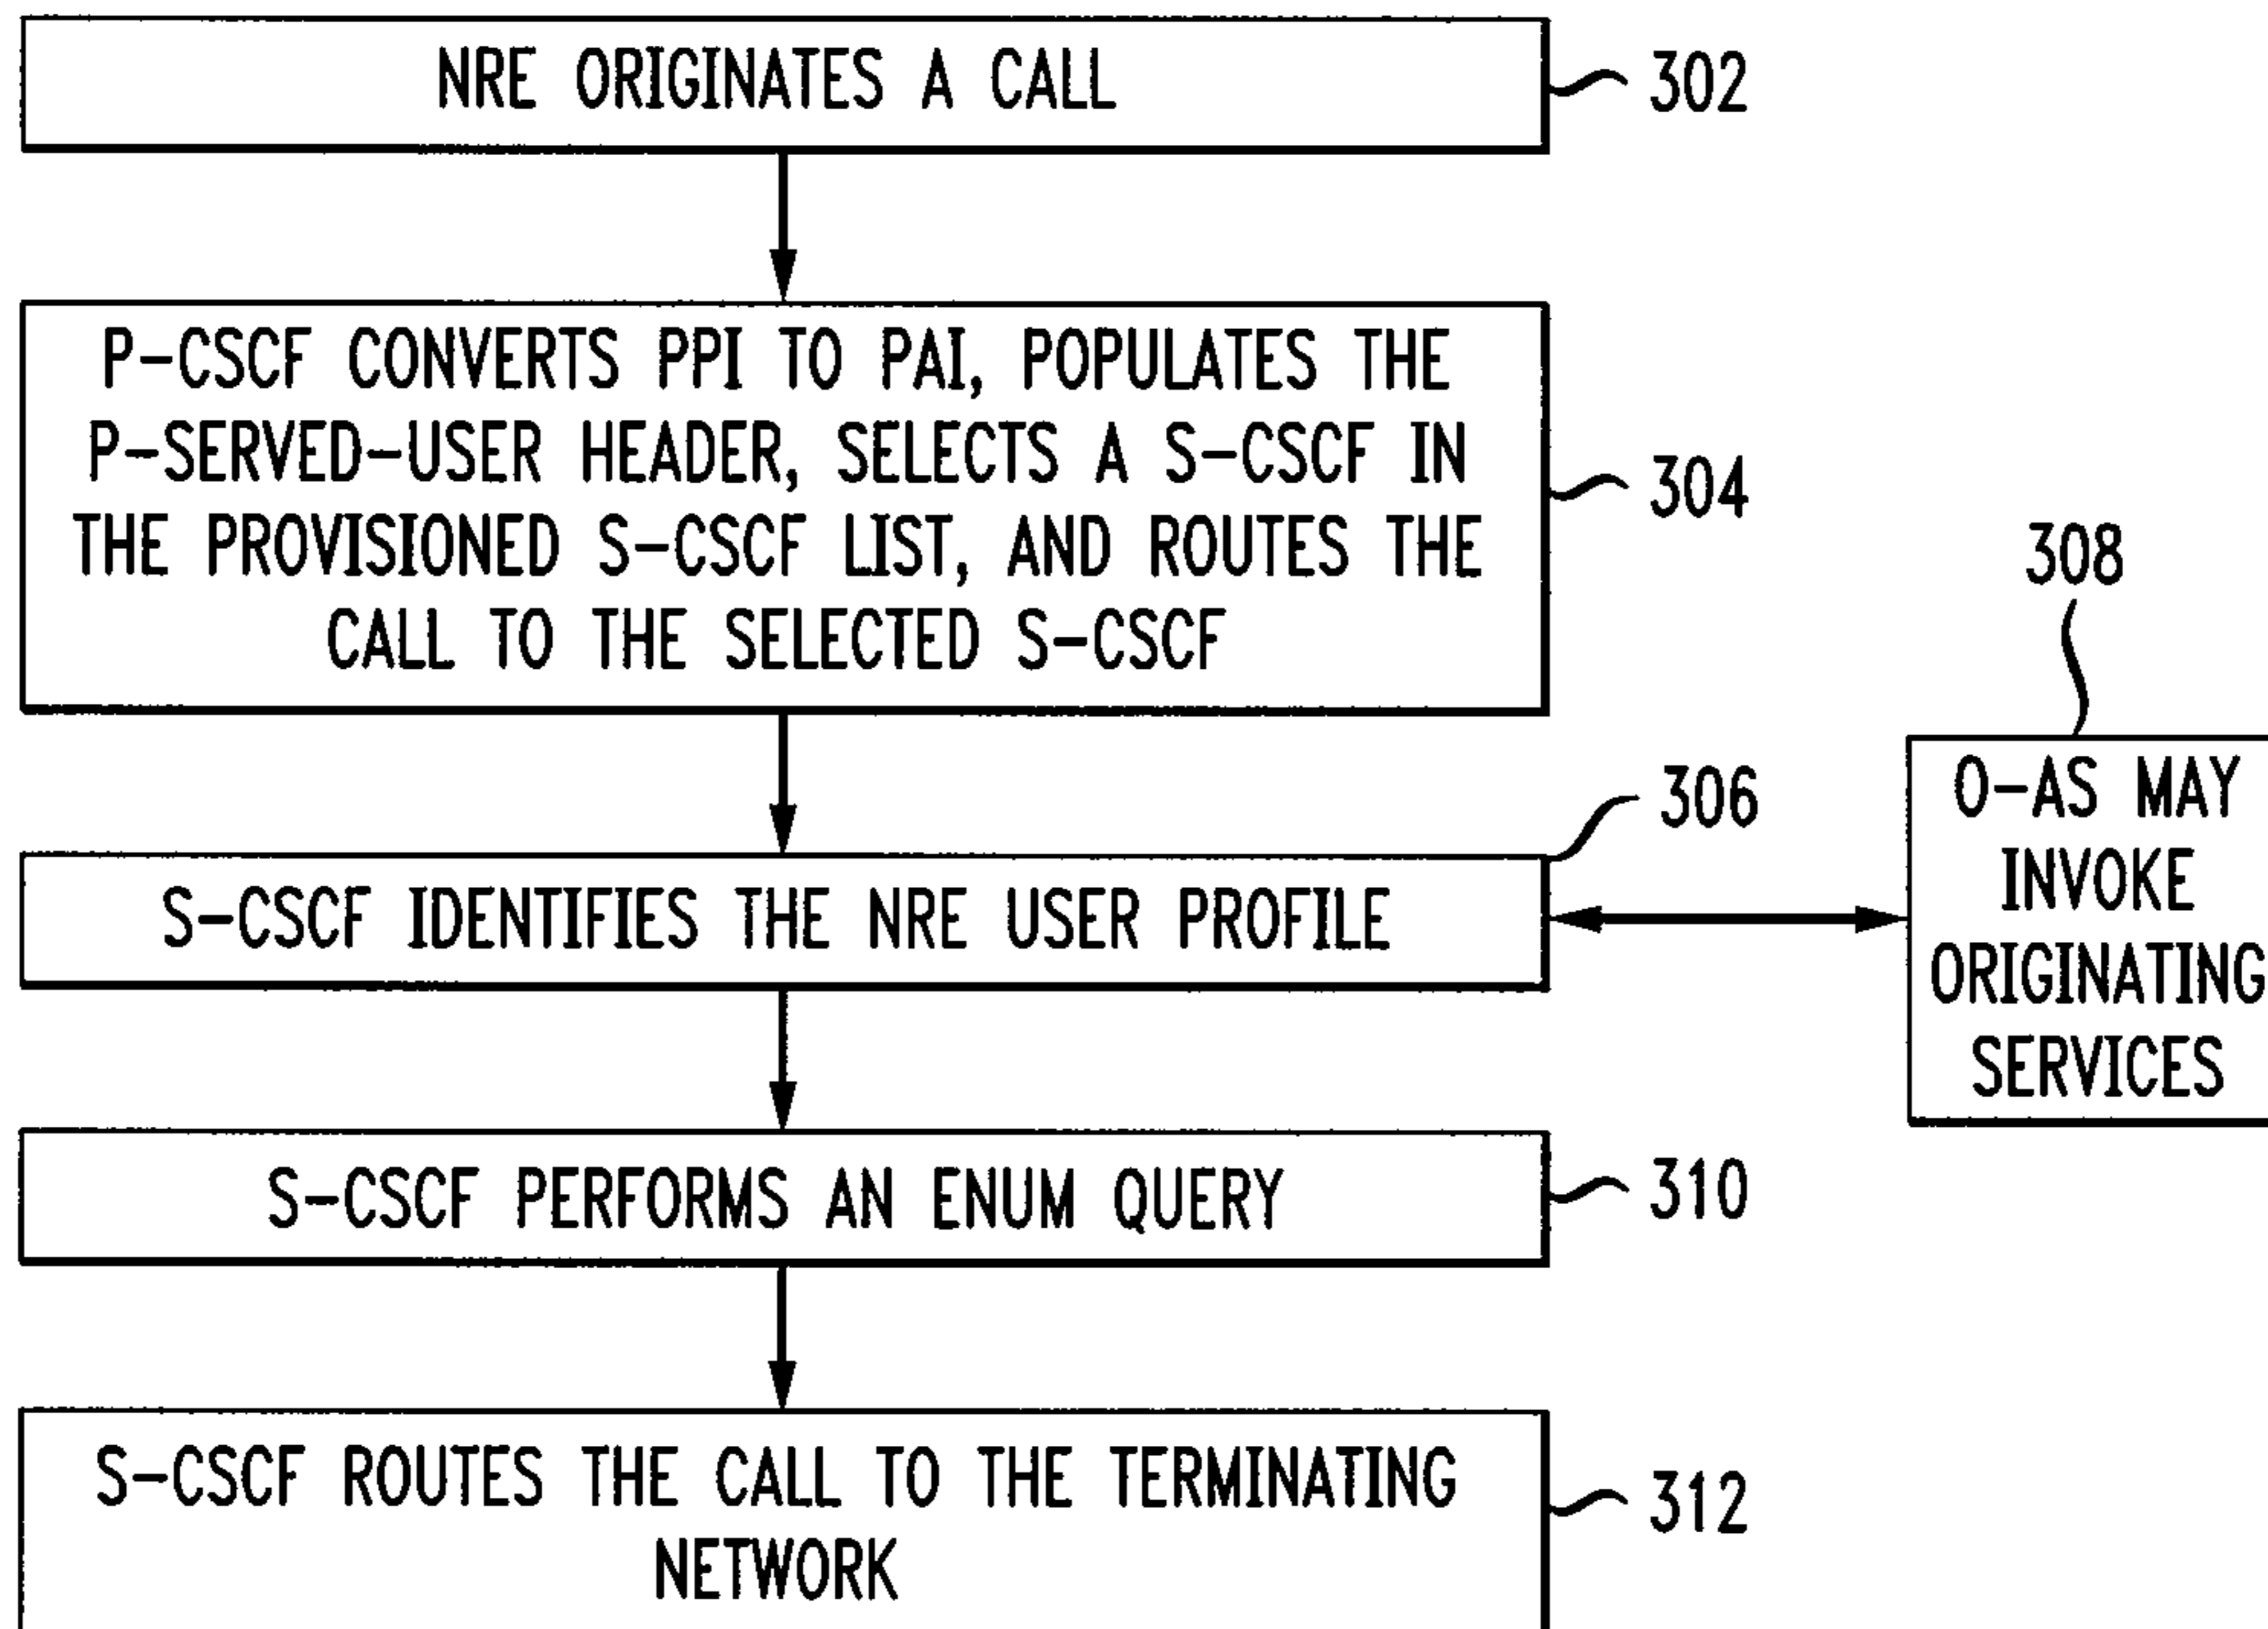 NRE ORIGINATES A CALL
302
P-CSCF CONVERTS PPI TO PAI, POPULATES THE
P-SERVED-USER HEADER, SELECTS A S-CSCF IN
THE PROVISIONED S-CSCF LIST, AND ROUTES THE
CALL TO THE SELECTED S-CSCF
304
S-CSCF IDENTIFIES THE NRE USER PROFILE
306
308
O-AS MAY
INVOKE
ORIGINATING
SERVICES
S-CSCF PERFORMS AN ENUM QUERY
310
S-CSCF ROUTES THE CALL TO THE TERMINATING
NETWORK
312